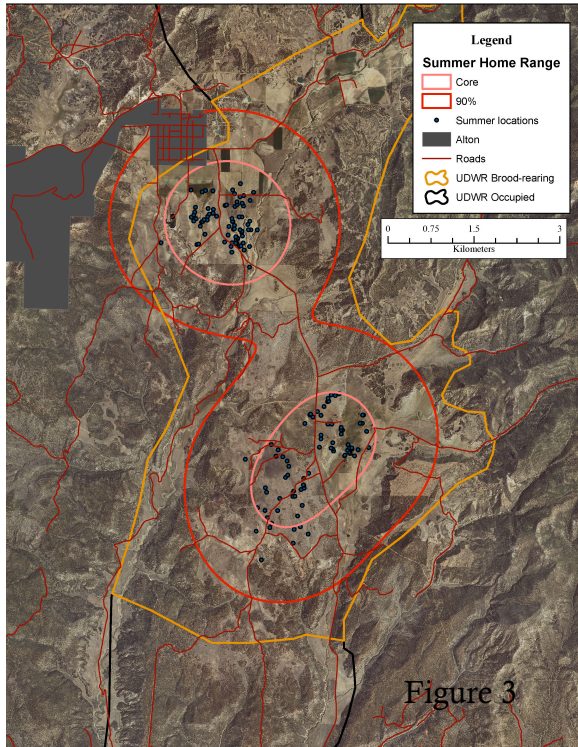 Legend
Summer Home Range
Core
90%
Summer locations
Alton
Roads
UDWR Brood-rearing
UDWR Occupied
0 0.75 1.5 3
Kilometers
Figure 3